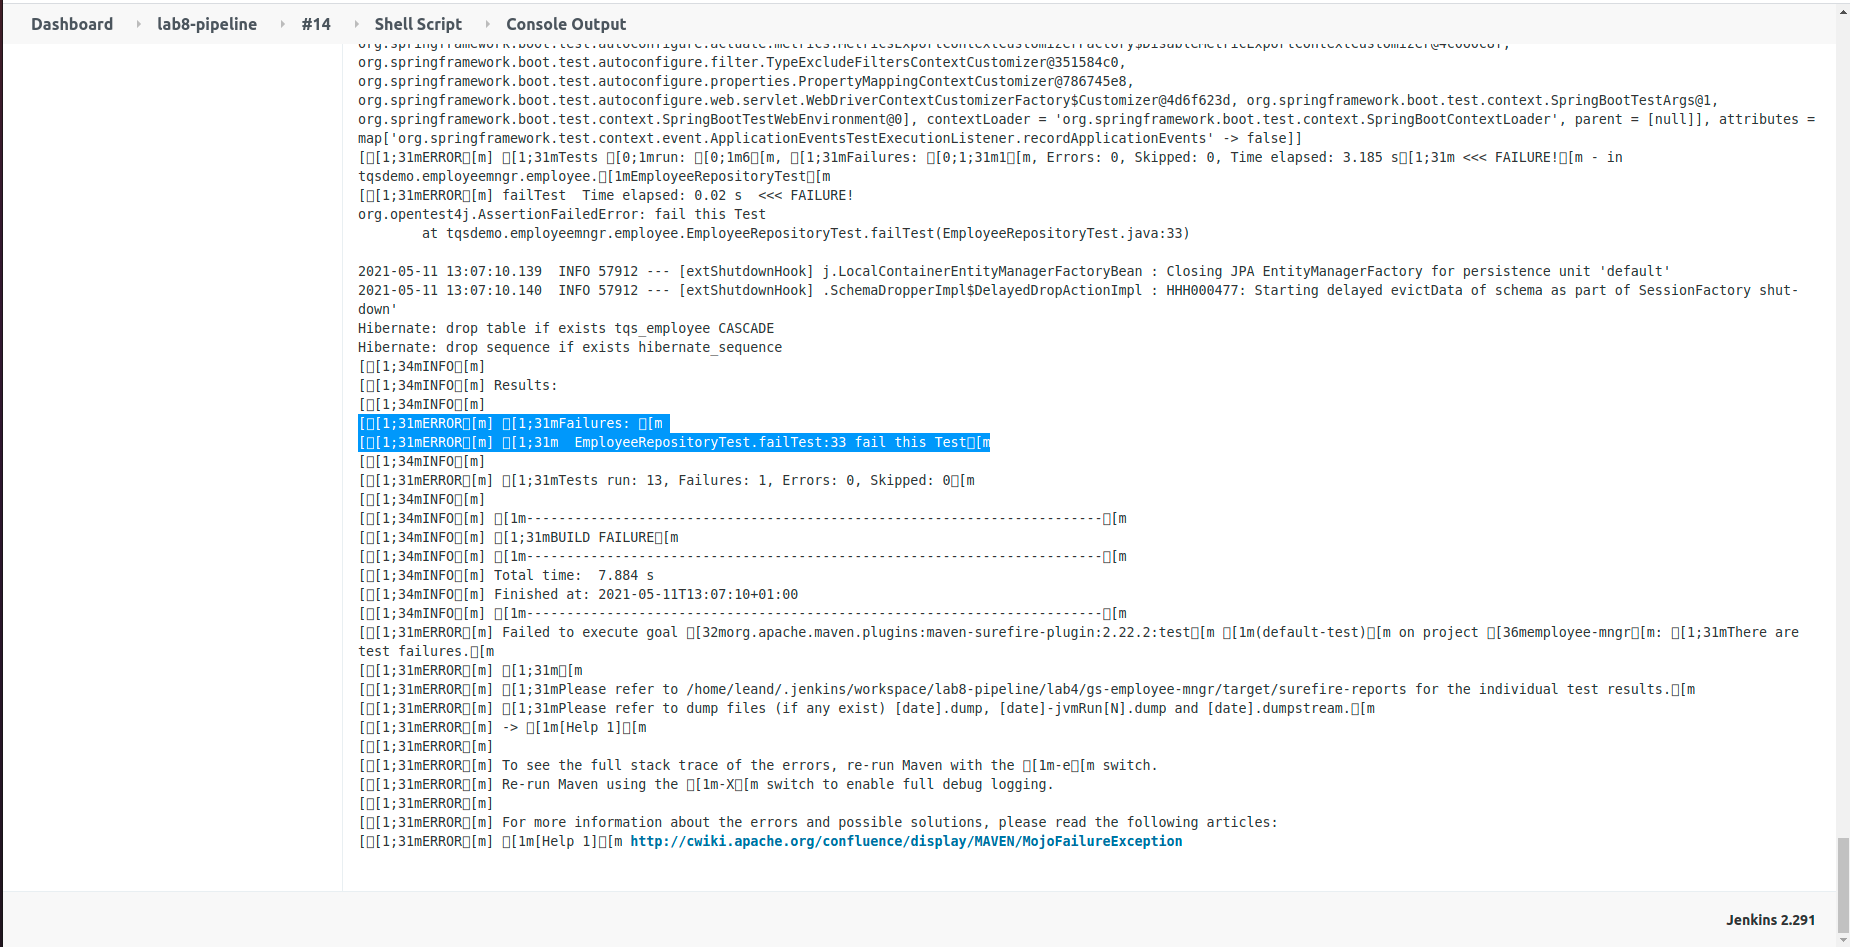 Dashboard lab8-pipeline #14 Shell Script Console Output
org.springframework.boot.test.autoconfigure.actuate.metrics.MetricsExportContextCustomizerFactory$DisableMetricExportContextCustomizer@4c060c8f,
org.springframework.boot.test.autoconfigure.filter.TypeExcludeFiltersContextCustomizer@351584c0,
org.springframework.boot.test.autoconfigure.properties.PropertyMappingContextCustomizer@786745e8,
org.springframework.boot.test.autoconfigure.web.servlet.WebDriverContextCustomizerFactory$Customizer@4d6f623d, org.springframework.boot.test.context.SpringBootTestArgs@1,
org.springframework.boot.test.context.SpringBootTestWebEnvironment@0], contextLoader = 'org.springframework.boot.test.context.SpringBootContextLoader', parent = [null]], attributes =
map['org.springframework.test.context.event.ApplicationEventsTestExecutionListener.recordApplicationEvents' -> false]]
[□[1;31mERROR□[m] □[1;31mTests □[0;1mrun: □[0;1m6□[m, □[1;31mFailures: □[0;1;31m1□[m, Errors: 0, Skipped: 0, Time elapsed: 3.185 s□[1;31m <<< FAILURE!□[m - in
tqsdemo.employeemngr.employee.□[1mEmployeeRepositoryTest□[m
[□[1;31mERROR□[m] failTest  Time elapsed: 0.02 s  <<< FAILURE!
org.opentest4j.AssertionFailedError: fail this Test
at tqsdemo.employeemngr.employee.EmployeeRepositoryTest.failTest(EmployeeRepositoryTest.java:33)
2021-05-11 13:07:10.139  INFO 57912 --- [extShutdownHook] j.LocalContainerEntityManagerFactoryBean : Closing JPA EntityManagerFactory for persistence unit 'default'
2021-05-11 13:07:10.140  INFO 57912 --- [extShutdownHook] .SchemaDropperImpl$DelayedDropActionImpl : HHH000477: Starting delayed evictData of schema as part of SessionFactory shut-
down'
Hibernate: drop table if exists tqs_employee CASCADE
Hibernate: drop sequence if exists hibernate_sequence
[□[1;34mINFO□[m]
[□[1;34mINFO□[m] Results:
[□[1;34mINFO□[m]
[□[1;31mERROR□[m] □[1;31mFailures: □[m
[□[1;31mERROR□[m] □[1;31m  EmployeeRepositoryTest.failTest:33 fail this Test□[m
[□[1;34mINFO□[m]
[□[1;31mERROR□[m] □[1;31mTests run: 13, Failures: 1, Errors: 0, Skipped: 0□[m
[□[1;34mINFO□[m]
[□[1;34mINFO□[m] □[1m------------------------------------------------------------------------□[m
[□[1;34mINFO□[m] □[1;31mBUILD FAILURE□[m
[□[1;34mINFO□[m] □[1m------------------------------------------------------------------------□[m
[□[1;34mINFO□[m] Total time:  7.884 s
[□[1;34mINFO□[m] Finished at: 2021-05-11T13:07:10+01:00
[□[1;34mINFO□[m] □[1m------------------------------------------------------------------------□[m
[□[1;31mERROR□[m] Failed to execute goal □[32morg.apache.maven.plugins:maven-surefire-plugin:2.22.2:test□[m □[1m(default-test)□[m on project □[36memployee-mngr□[m: □[1;31mThere are
test failures.□[m
[□[1;31mERROR□[m] □[1;31m□[m
[□[1;31mERROR□[m] □[1;31mPlease refer to /home/leand/.jenkins/workspace/lab8-pipeline/lab4/gs-employee-mngr/target/surefire-reports for the individual test results.□[m
[□[1;31mERROR□[m] □[1;31mPlease refer to dump files (if any exist) [date].dump, [date]-jvmRun[N].dump and [date].dumpstream.□[m
[□[1;31mERROR□[m] -> □[1m[Help 1]□[m
[□[1;31mERROR□[m]
[□[1;31mERROR□[m] To see the full stack trace of the errors, re-run Maven with the □[1m-e□[m switch.
[□[1;31mERROR□[m] Re-run Maven using the □[1m-X□[m switch to enable full debug logging.
[□[1;31mERROR□[m]
[□[1;31mERROR□[m] For more information about the errors and possible solutions, please read the following articles:
[□[1;31mERROR□[m] □[1m[Help 1]□[m http://cwiki.apache.org/confluence/display/MAVEN/MojoFailureException
Jenkins 2.291